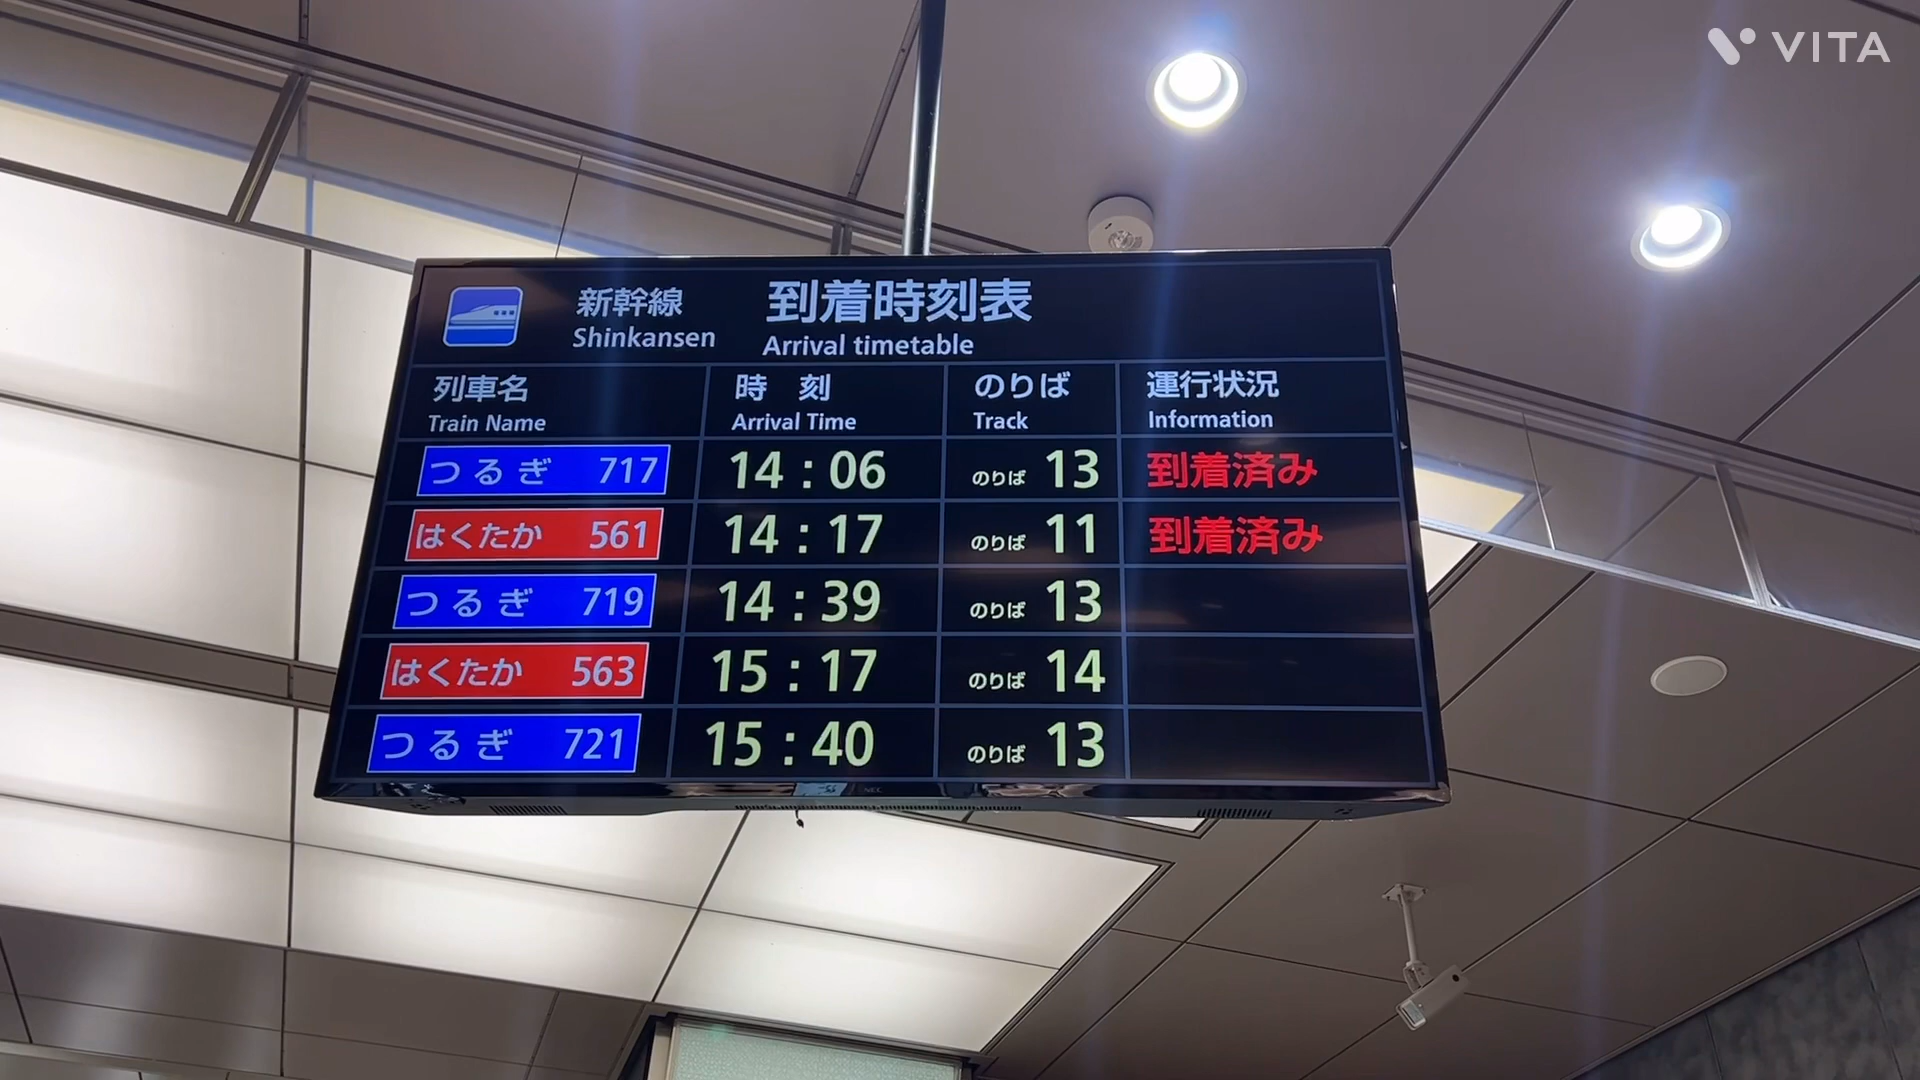 VITA
新幹線 到着時刻表
Shinkansen Arrival timetable
列車名 時 刻 のりば 運行状況
Train Name Arrival Time Track Information
つるぎ 717 14:06 のりば 13 到着済み
はくたか 561 14:17 のりば 11 到着済み
つるぎ 719 14:39 のりば 13
はくたか 563 15:17 のりば 14
つるぎ 721 15:40 のりば 13
NEC